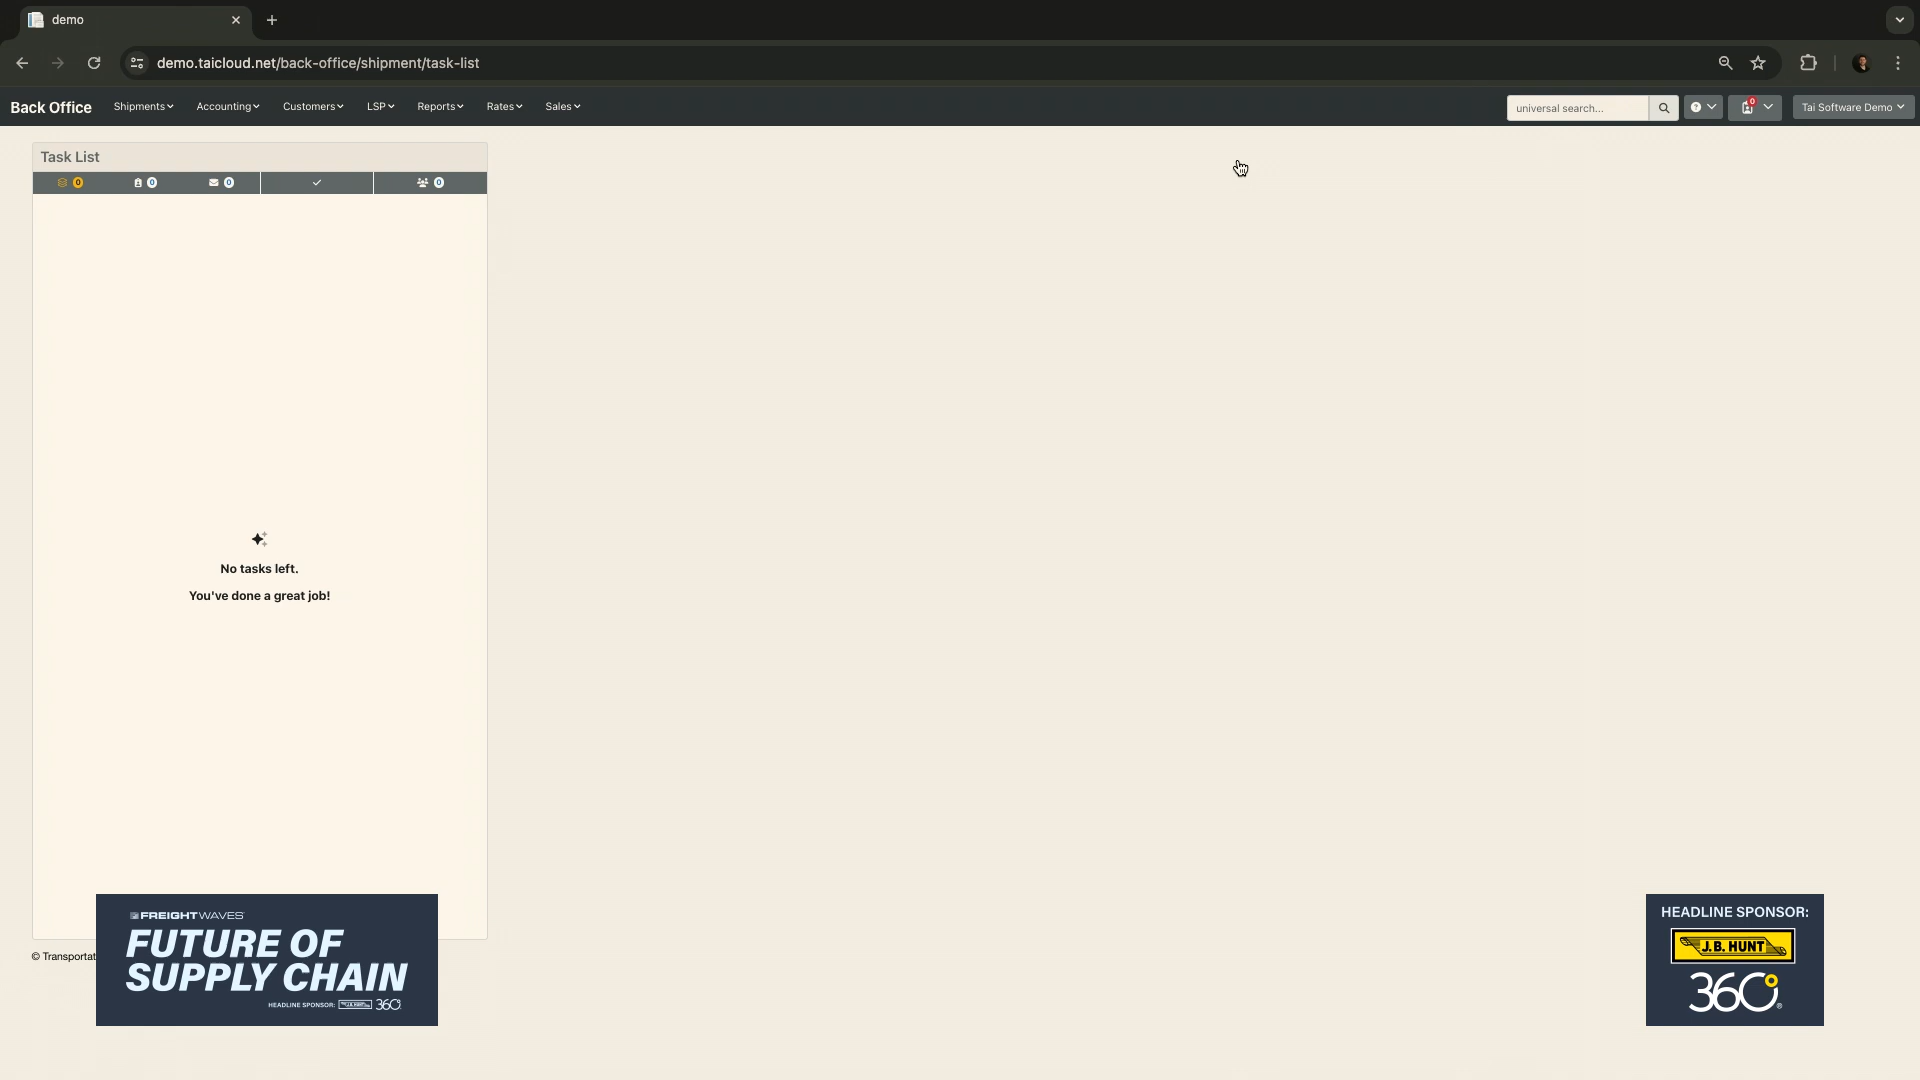 demo
demo.taicloud.net/back-office/shipment/task-list
Back Office
Shipments
Accounting
Customers
LSP
Reports
Rates
Sales
universal search...
0
Tai Software Demo
Task List
0
0
0
0
No tasks left.
You've done a great job!
© Transportat
FREIGHTWAVES
FUTURE OF
SUPPLY CHAIN
HEADLINE SPONSOR: J.B. HUNT 360°
HEADLINE SPONSOR:
J.B. HUNT
360°